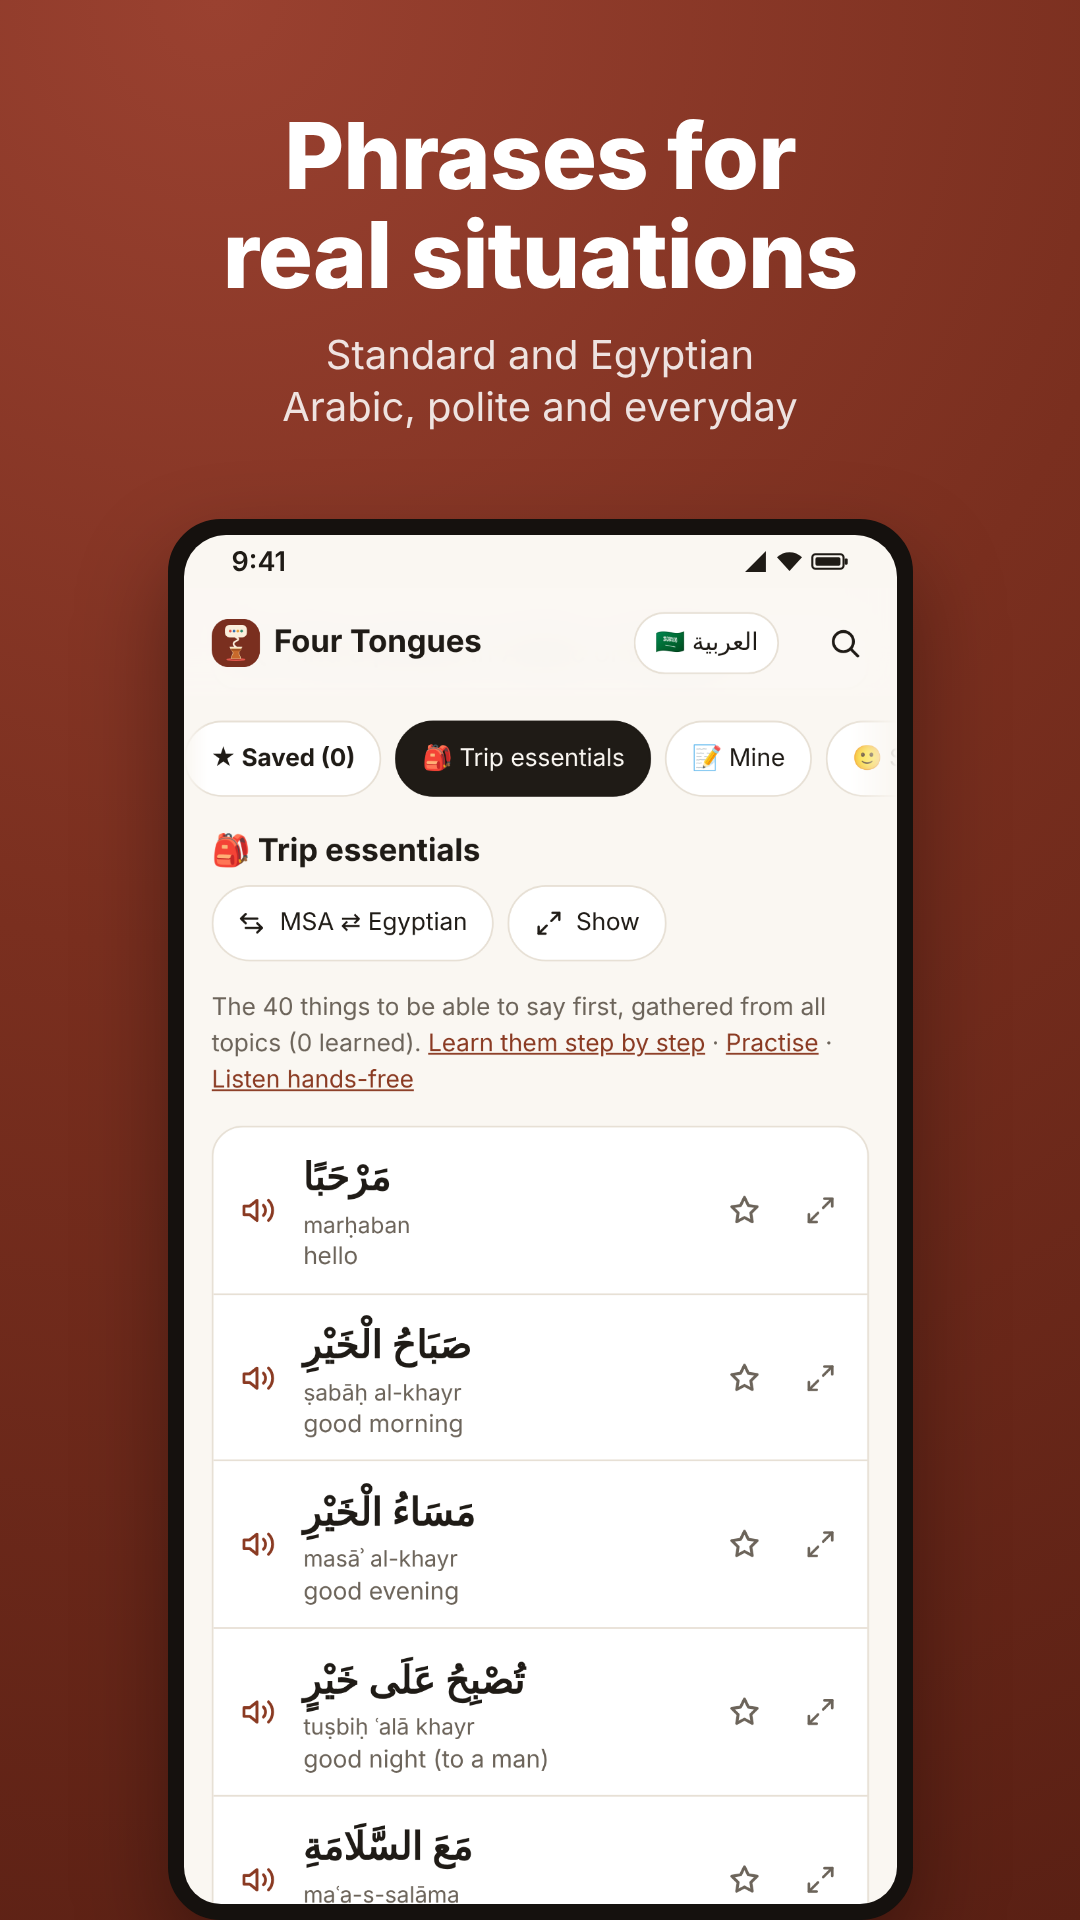 Phrases for
real situations
Standard and Egyptian
Arabic, polite and everyday
9:41
Four Tongues
العربية
★ Saved (0)
🎒 Trip essentials
📝 Mine
🙂
🎒 Trip essentials
MSA ⇄ Egyptian
Show
The 40 things to be able to say first, gathered from all
topics (0 learned). Learn them step by step · Practise ·
Listen hands-free
مَرْحَبًا
marḥaban
hello
صَبَاحُ الْخَيْرِ
ṣabāḥ al-khayr
good morning
مَسَاءُ الْخَيْرِ
masāʾ al-khayr
good evening
تُصْبِحُ عَلَى خَيْرٍ
tuṣbiḥ ʿalā khayr
good night (to a man)
مَعَ السَّلَامَةِ
maʿa-s-salāma